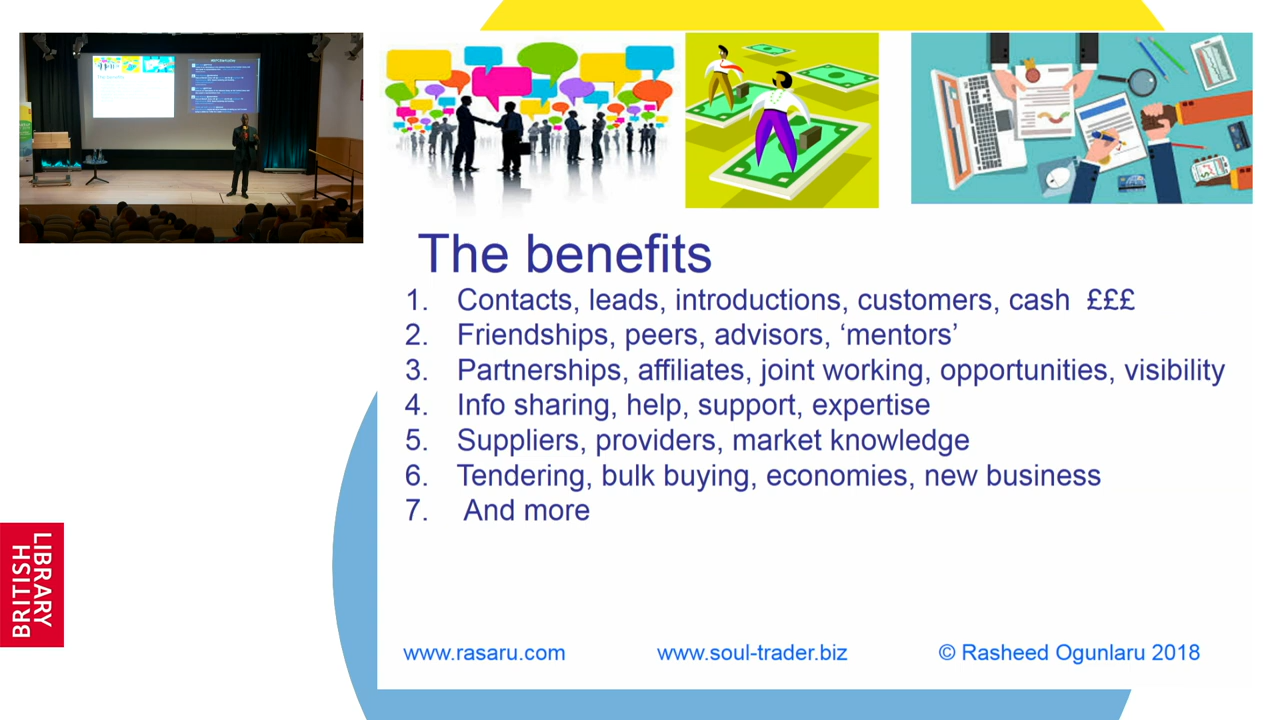 The benefits
1. Contacts, leads, introductions, customers, cash £££
2. Friendships, peers, advisors, ‘mentors’
3. Partnerships, affiliates, joint working, opportunities, visibility
4. Info sharing, help, support, expertise
5. Suppliers, providers, market knowledge
6. Tendering, bulk buying, economies, new business
7. And more
www.rasaru.com www.soul-trader.biz © Rasheed Ogunlaru 2018
BRITISH
LIBRARY